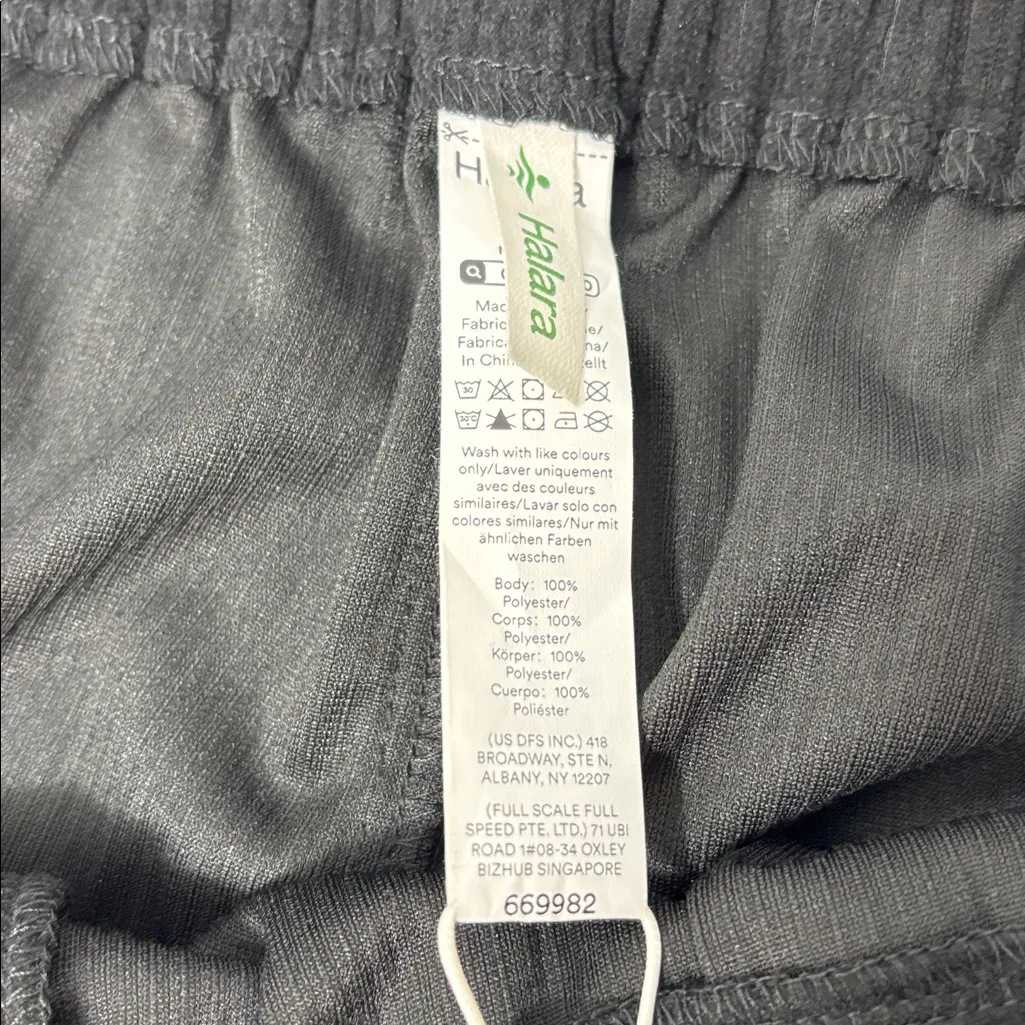 Halara
Wash with like colours
only/Laver uniquement
avec des couleurs
similaires/Lavar solo con
colores similares/Nur mit
ähnlichen Farben
waschen
Body: 100%
Polyester/
Corps: 100%
Polyester/
Körper: 100%
Polyester/
Cuerpo: 100%
Poliéster
(US DFS INC.) 418
BROADWAY, STE N,
ALBANY, NY 12207
(FULL SCALE FULL
SPEED PTE. LTD.) 71 UBI
ROAD 1#08-34 OXLEY
BIZHUB SINGAPORE
669982